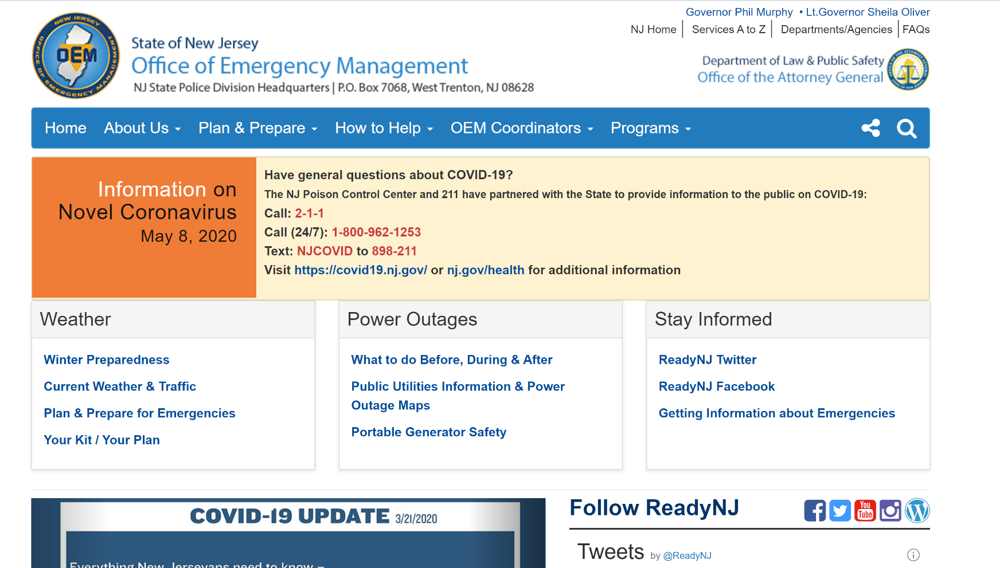 Governor Phil Murphy • Lt.Governor Sheila Oliver
NJ Home Services A to Z Departments/Agencies FAQs
NEW JERSEY
OFFICE OF EMERGENCY MANAGEMENT
OEM
State of New Jersey
Office of Emergency Management
NJ State Police Division Headquarters | P.O. Box 7068, West Trenton, NJ 08628
Department of Law & Public Safety
Office of the Attorney General
Home About Us Plan & Prepare How to Help OEM Coordinators Programs
Information on
Novel Coronavirus
May 8, 2020
Have general questions about COVID-19?
The NJ Poison Control Center and 211 have partnered with the State to provide information to the public on COVID-19:
Call: 2-1-1
Call (24/7): 1-800-962-1253
Text: NJCOVID to 898-211
Visit https://covid19.nj.gov/ or nj.gov/health for additional information
Weather
Winter Preparedness
Current Weather & Traffic
Plan & Prepare for Emergencies
Your Kit / Your Plan
Power Outages
What to do Before, During & After
Public Utilities Information & Power
Outage Maps
Portable Generator Safety
Stay Informed
ReadyNJ Twitter
ReadyNJ Facebook
Getting Information about Emergencies
COVID-19 UPDATE 3/21/2020
Everything New Jerseyans need to know –
Follow ReadyNJ
You
Tube
Tweets by @ReadyNJ